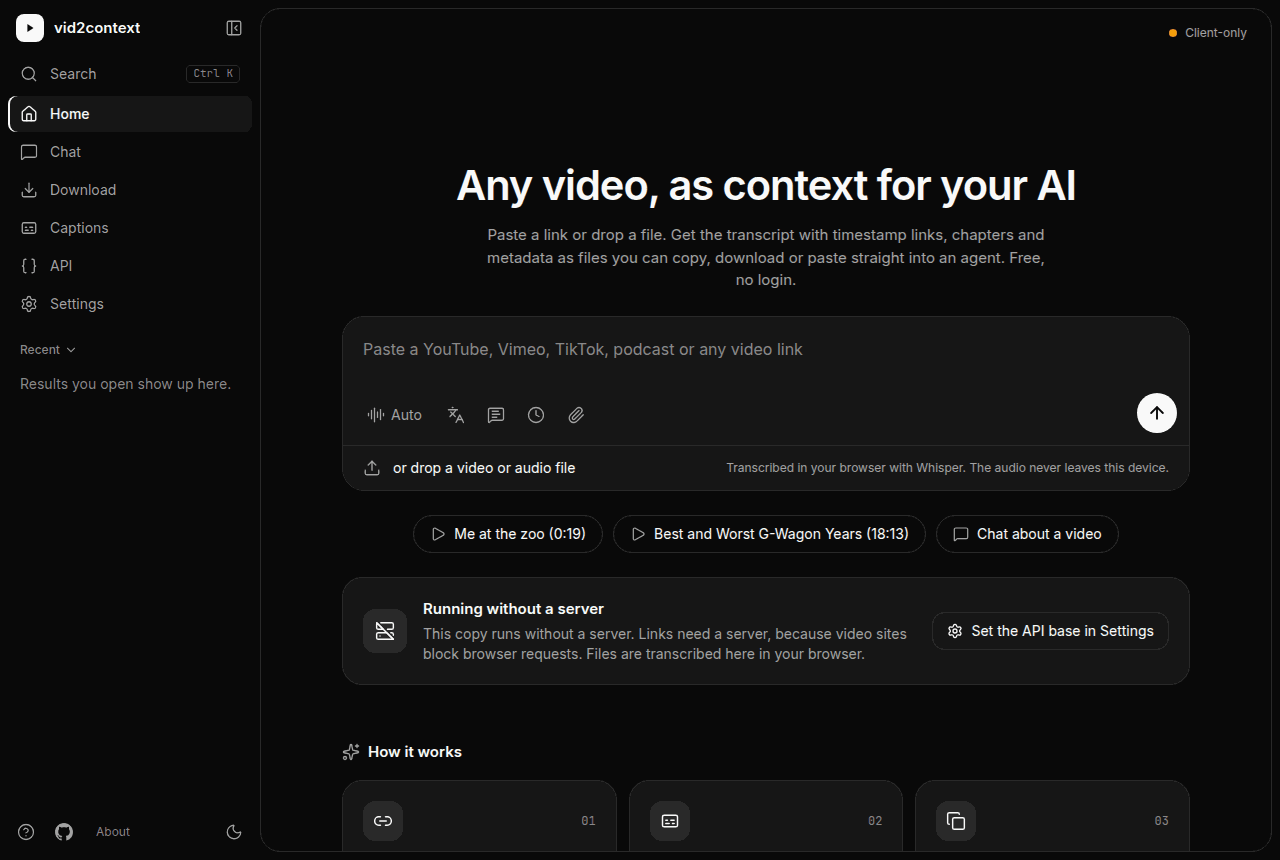 vid2context
Search
Ctrl K
Home
Chat
Download
Captions
API
Settings
Recent
Results you open show up here.
About
Client-only
Any video, as context for your AI
Paste a link or drop a file. Get the transcript with timestamp links, chapters and
metadata as files you can copy, download or paste straight into an agent. Free,
no login.
Paste a YouTube, Vimeo, TikTok, podcast or any video link
Auto
or drop a video or audio file
Transcribed in your browser with Whisper. The audio never leaves this device.
Me at the zoo (0:19)
Best and Worst G-Wagon Years (18:13)
Chat about a video
Running without a server
This copy runs without a server. Links need a server, because video sites
block browser requests. Files are transcribed here in your browser.
Set the API base in Settings
How it works
01
02
03